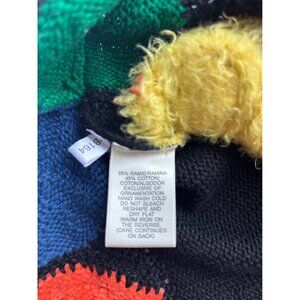 164
55% RAMIE/RAMINA
45% COTTON/
COTON/ALGODON
EXCLUSIVE OF
ORNAMENTATION
HAND WASH COLD
DO NOT BLEACH
RESHAPE AND
DRY FLAT
WARM IRON ON
THE REVERSE
(CARE CONTINUES
ON BACK)